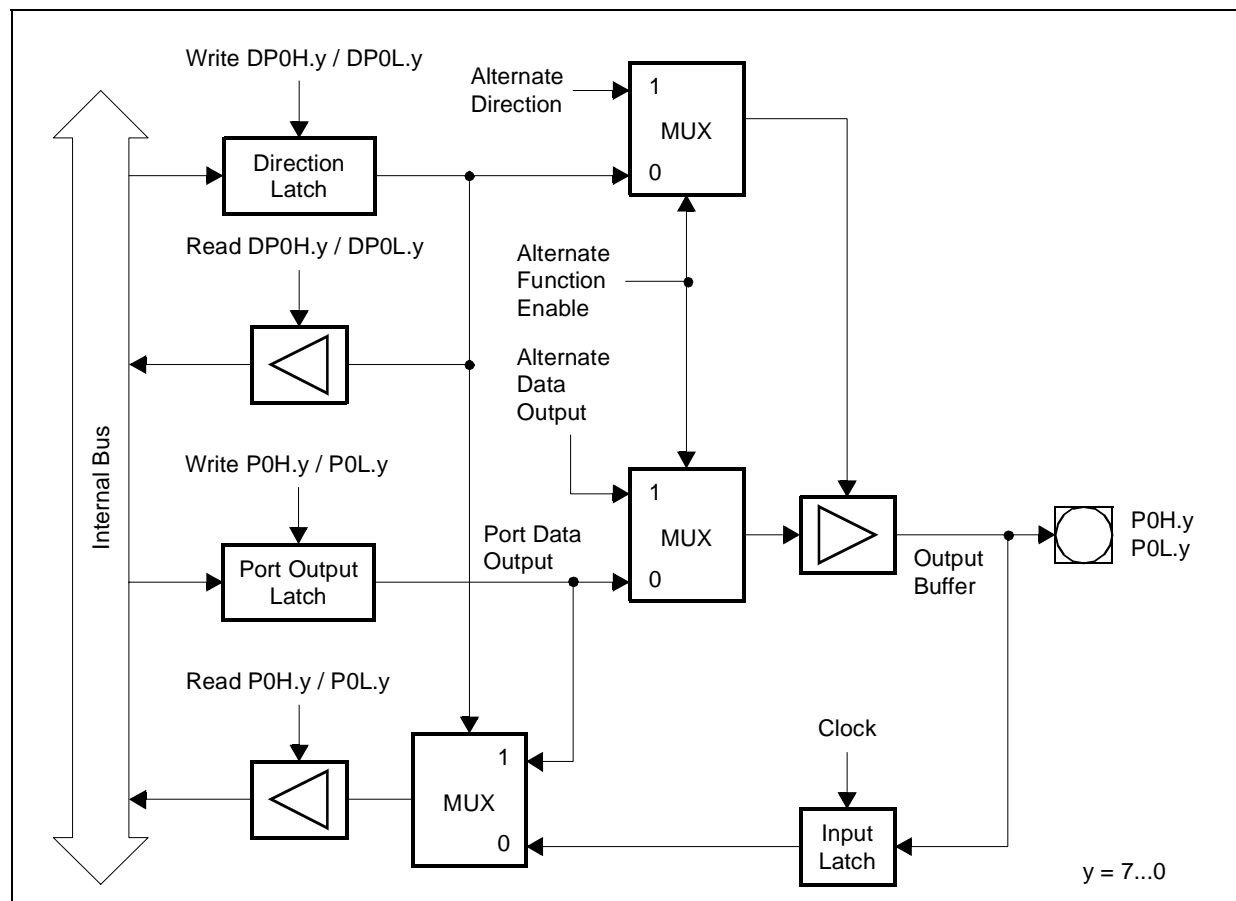 Write DP0H.y / DP0L.y
Alternate
Direction
1
MUX
0
Direction
Latch
Read DP0H.y / DP0L.y
Alternate
Function
Enable
Alternate
Data
Output
Internal Bus
Write P0H.y / P0L.y
1
MUX
0
Port Data
Output
Port Output
Latch
Output
Buffer
P0H.y
P0L.y
Read P0H.y / P0L.y
1
MUX
0
Clock
Input
Latch
y = 7...0